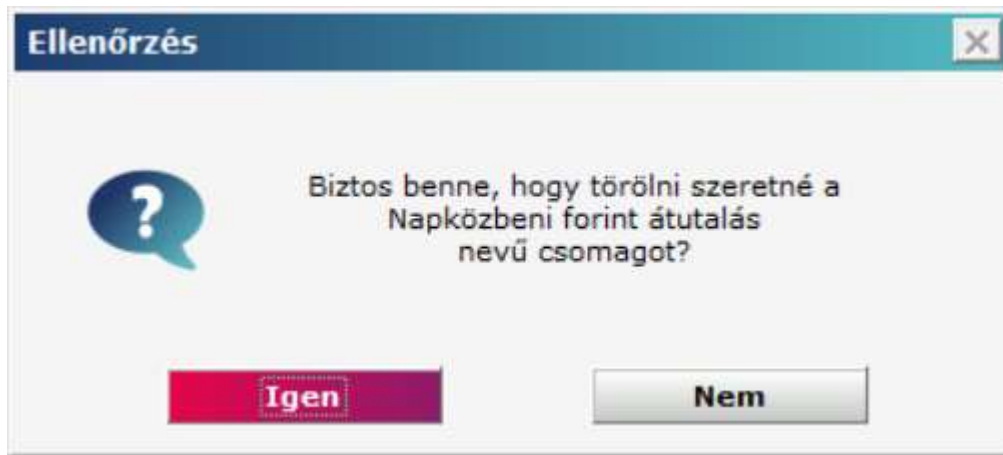 Ellenőrzés
Biztos benne, hogy törölni szeretné a
Napközbeni forint átutalás
nevű csomagot?
Igen
Nem